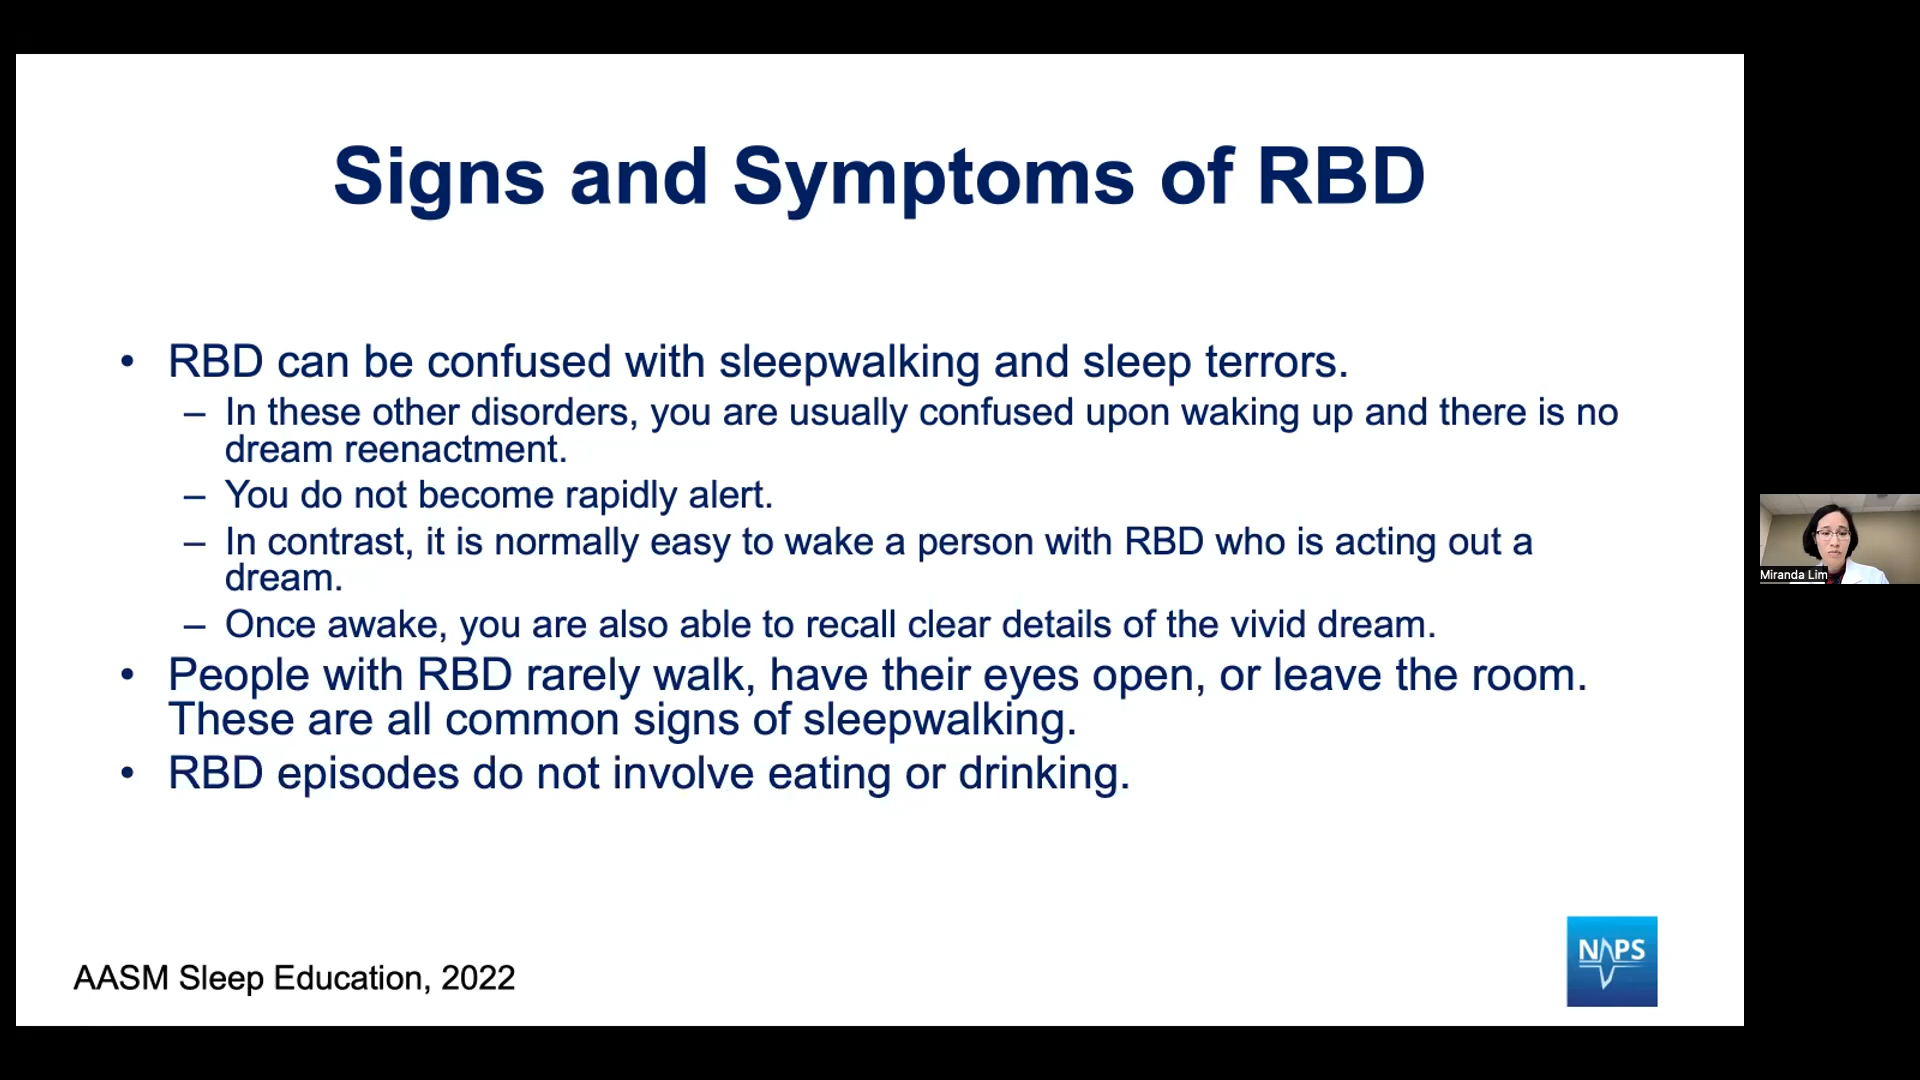 Signs and Symptoms of RBD
• RBD can be confused with sleepwalking and sleep terrors.
– In these other disorders, you are usually confused upon waking up and there is no
dream reenactment.
– You do not become rapidly alert.
– In contrast, it is normally easy to wake a person with RBD who is acting out a
dream.
– Once awake, you are also able to recall clear details of the vivid dream.
• People with RBD rarely walk, have their eyes open, or leave the room.
These are all common signs of sleepwalking.
• RBD episodes do not involve eating or drinking.
AASM Sleep Education, 2022
NAPS
Miranda Lim